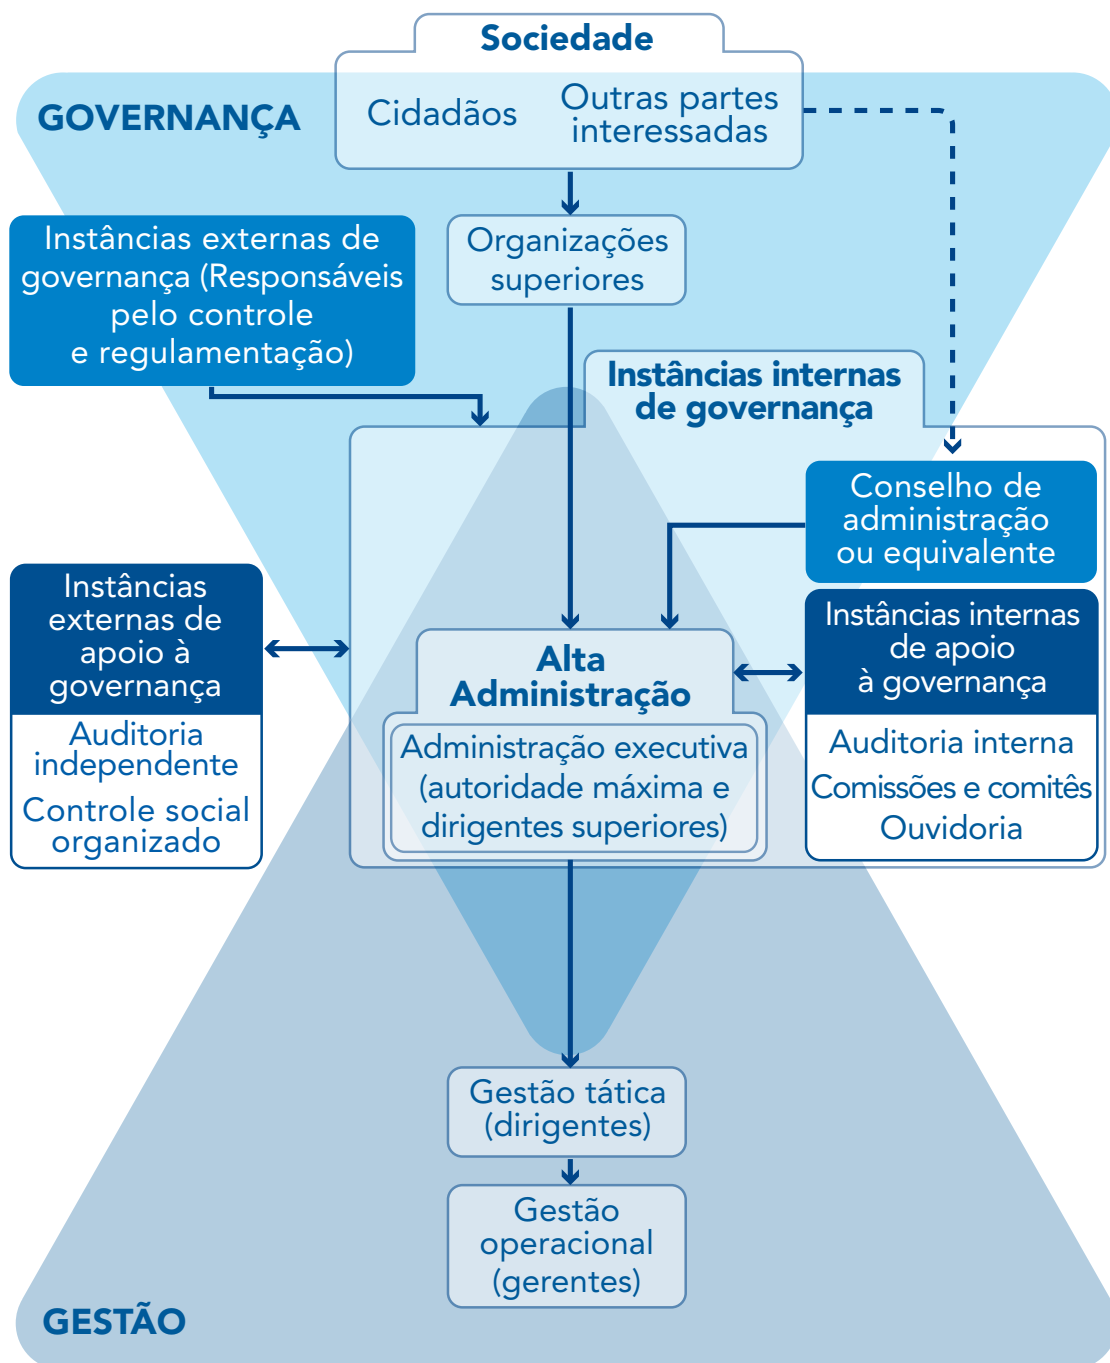 Sociedade
GOVERNANÇA
Cidadãos
Outras partes
interessadas
Instâncias externas de
governança (Responsáveis
pelo controle
e regulamentação)
Organizações
superiores
Instâncias internas
de governança
Conselho de
administração
ou equivalente
Instâncias
externas de
apoio à
governança
Auditoria
independente
Controle social
organizado
Alta
Administração
Administração executiva
(autoridade máxima e
dirigentes superiores)
Instâncias internas
de apoio
à governança
Auditoria interna
Comissões e comitês
Ouvidoria
Gestão tática
(dirigentes)
Gestão
operacional
(gerentes)
GESTÃO